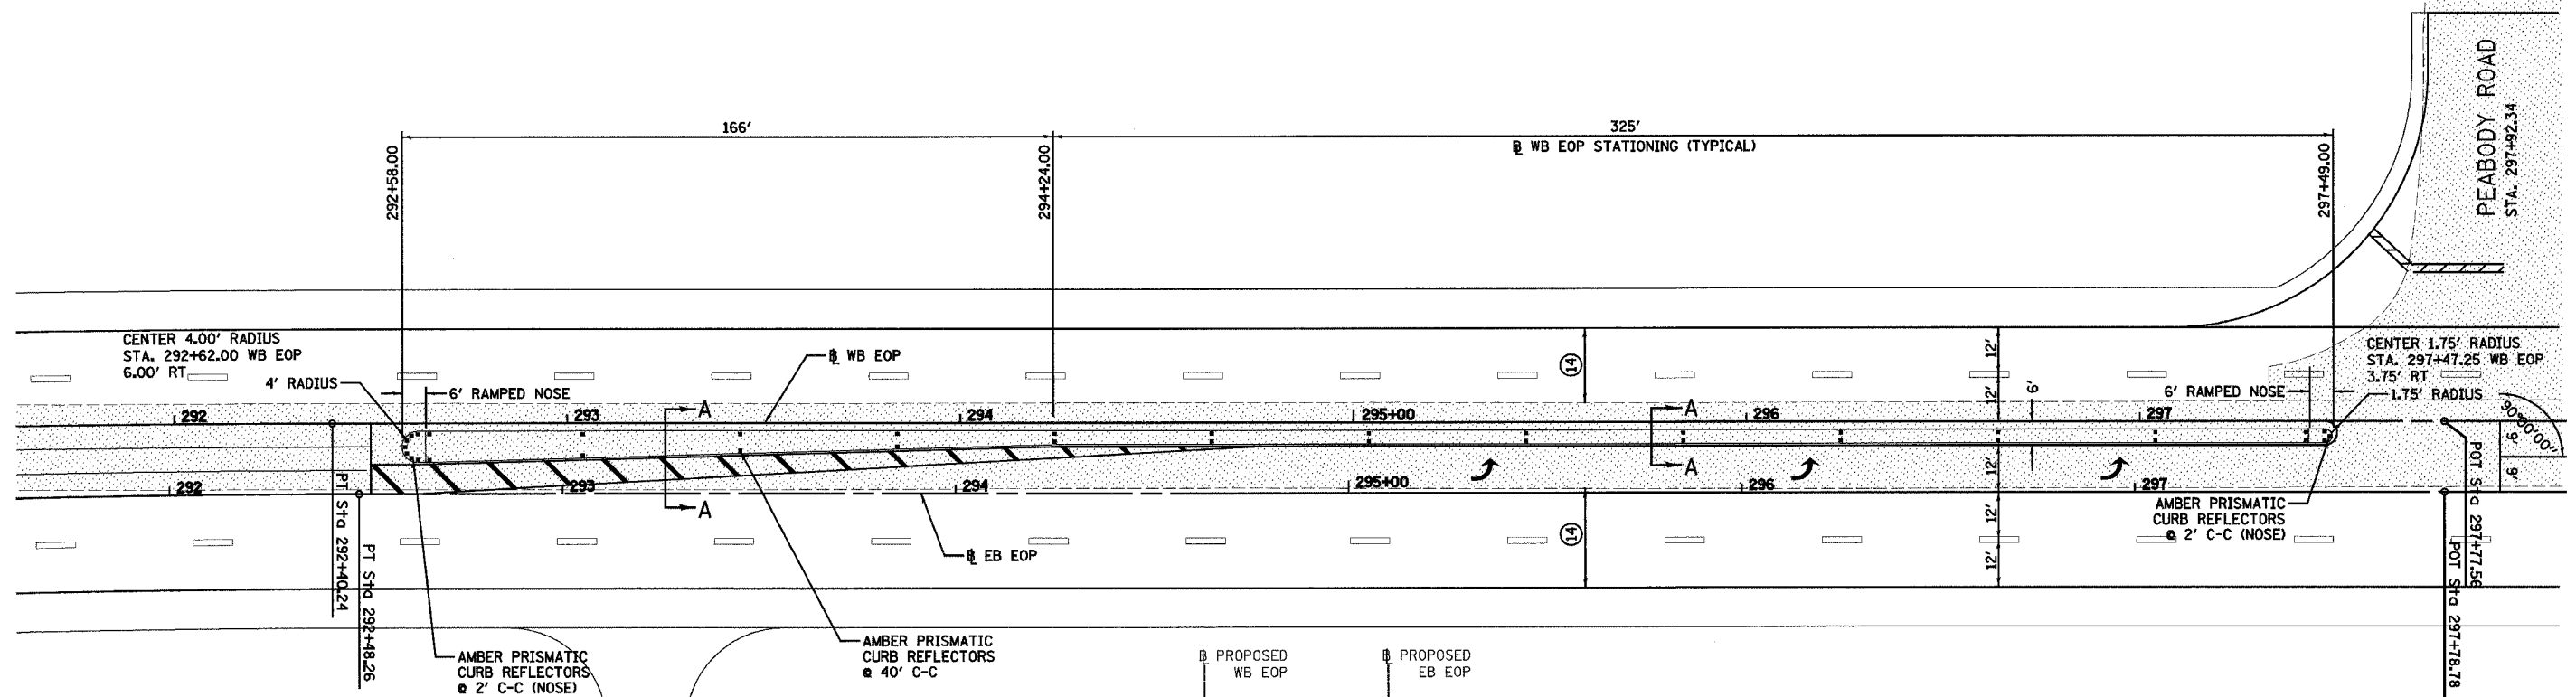 166'
325'
℄ WB EOP STATIONING (TYPICAL)
292+58.00
294+24.00
297+49.00
PEABODY ROAD
STA. 297+92.34
CENTER 4.00' RADIUS
STA. 292+62.00 WB EOP
6.00' RT
4' RADIUS
6' RAMPED NOSE
℄ WB EOP
14
12'
12'
6'
CENTER 1.75' RADIUS
STA. 297+47.25 WB EOP
3.75' RT
6' RAMPED NOSE
1.75' RADIUS
90°00'00"
292
293
A
294
295+00
A
296
297
9'
9'
12'
292
293
A
294
295+00
A
296
297
PT Sta 292+40.24
PT Sta 292+48.26
℄ EB EOP
14
12'
12'
AMBER PRISMATIC
CURB REFLECTORS
@ 2' C-C (NOSE)
POT Sta 297+77.56
POT Sta 297+78.78
AMBER PRISMATIC
CURB REFLECTORS
@ 2' C-C (NOSE)
AMBER PRISMATIC
CURB REFLECTORS
@ 40' C-C
℄ PROPOSED
WB EOP
℄ PROPOSED
EB EOP